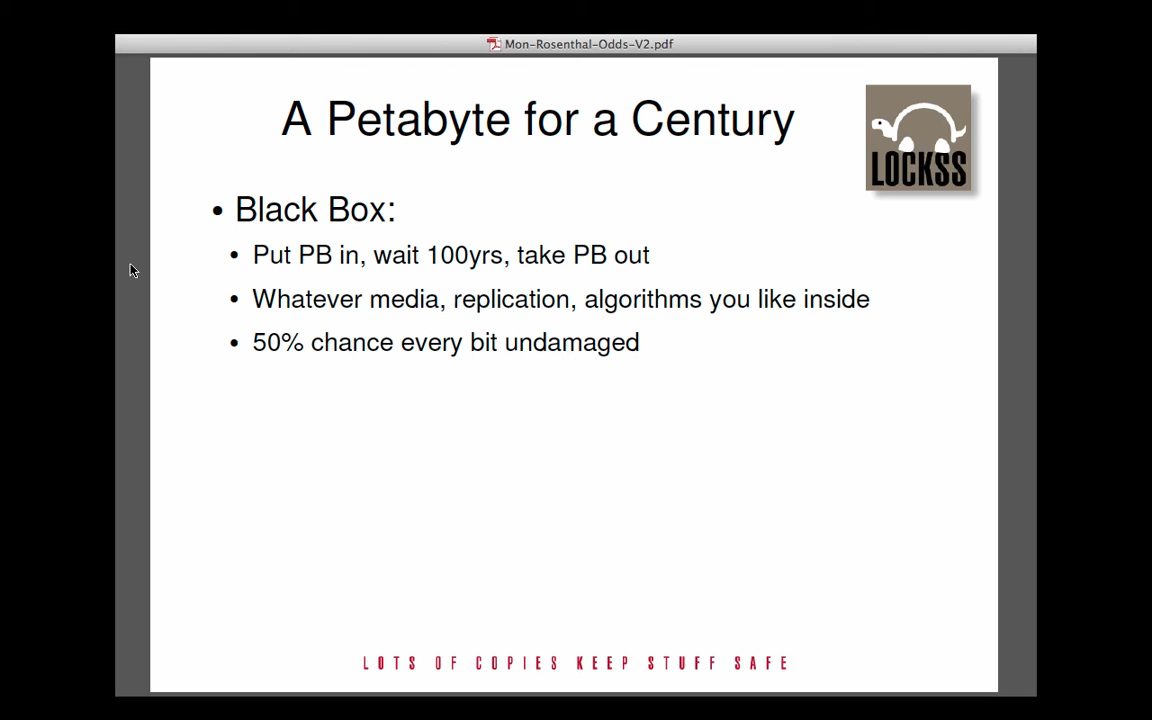 Mon-Rosenthal-Odds-V2.pdf
A Petabyte for a Century
LOCKSS
• Black Box:
• Put PB in, wait 100yrs, take PB out
• Whatever media, replication, algorithms you like inside
• 50% chance every bit undamaged
LOTS OF COPIES KEEP STUFF SAFE